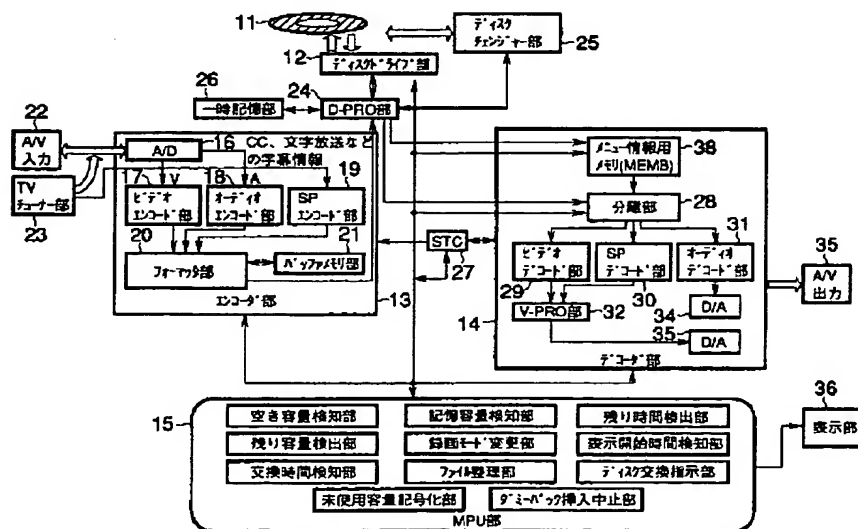 11
ディスク
チェンジャー部
25
12
ディスクドライブ部
26
24
一時記憶部
D-PRO部
22
A/V
入力
16
A/D
CC、文字放送など
の字幕情報
TV
チューナー部
23
17
V
18
A
19
ビデオ
エンコード部
オーディオ
エンコード部
SP
エンコード部
20
21
フォーマッタ部
バッファメモリ部
エンコーダ部
13
STC
27
メニュー情報用
メモリ(MEMB)
38
28
分離部
31
ビデオ
デコード部
SP
デコード部
オーディオ
デコード部
29
30
14
V-PRO部
32
34
D/A
35
D/A
デコーダ部
35
A/V
出力
15
空き容量検知部
記憶容量検知部
残り時間検出部
残り容量検出部
録画モード変更部
表示開始時間検知部
交換時間検知部
ファイル整理部
ディスク交換指示部
未使用容量記号化部
ダミーパック挿入中止部
MPU部
36
表示部